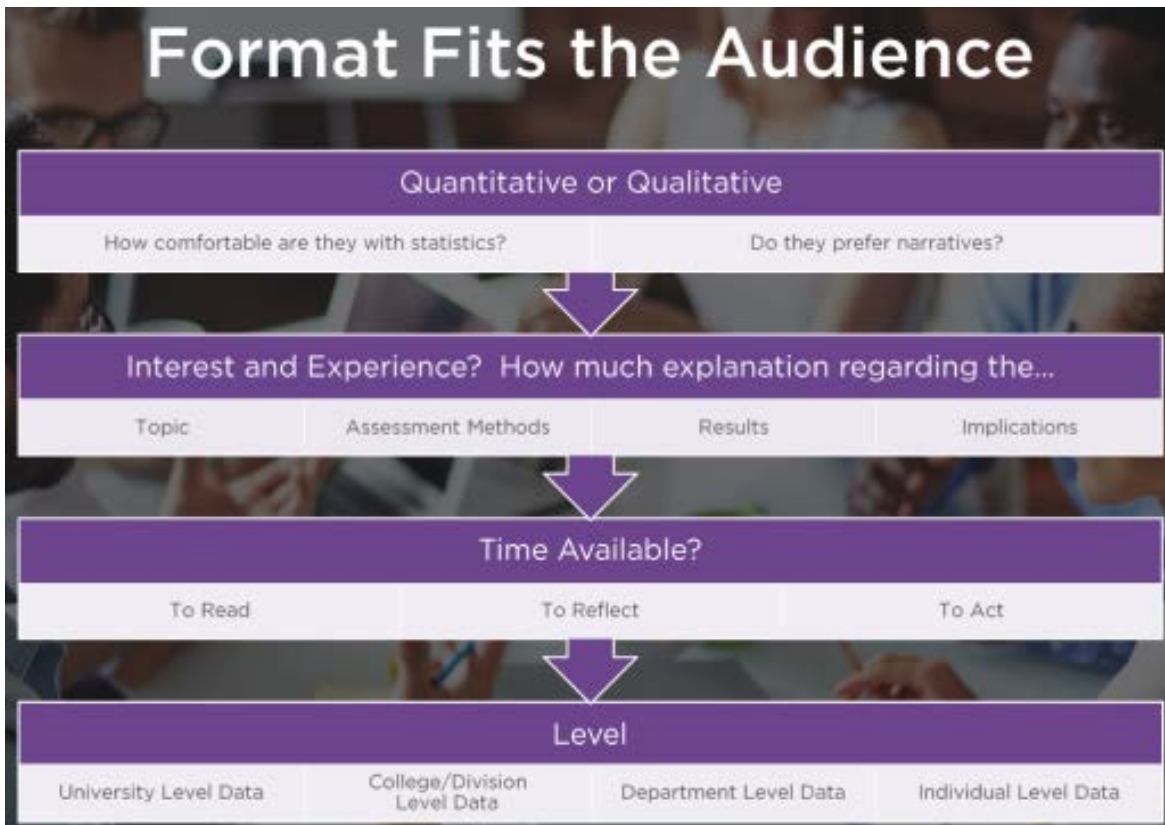 Format Fits the Audience
Quantitative or Qualitative
How comfortable are they with statistics?
Do they prefer narratives?
Interest and Experience?  How much explanation regarding the...
Topic
Assessment Methods
Results
Implications
Time Available?
To Read
To Reflect
To Act
Level
University Level Data
College/Division
Level Data
Department Level Data
Individual Level Data